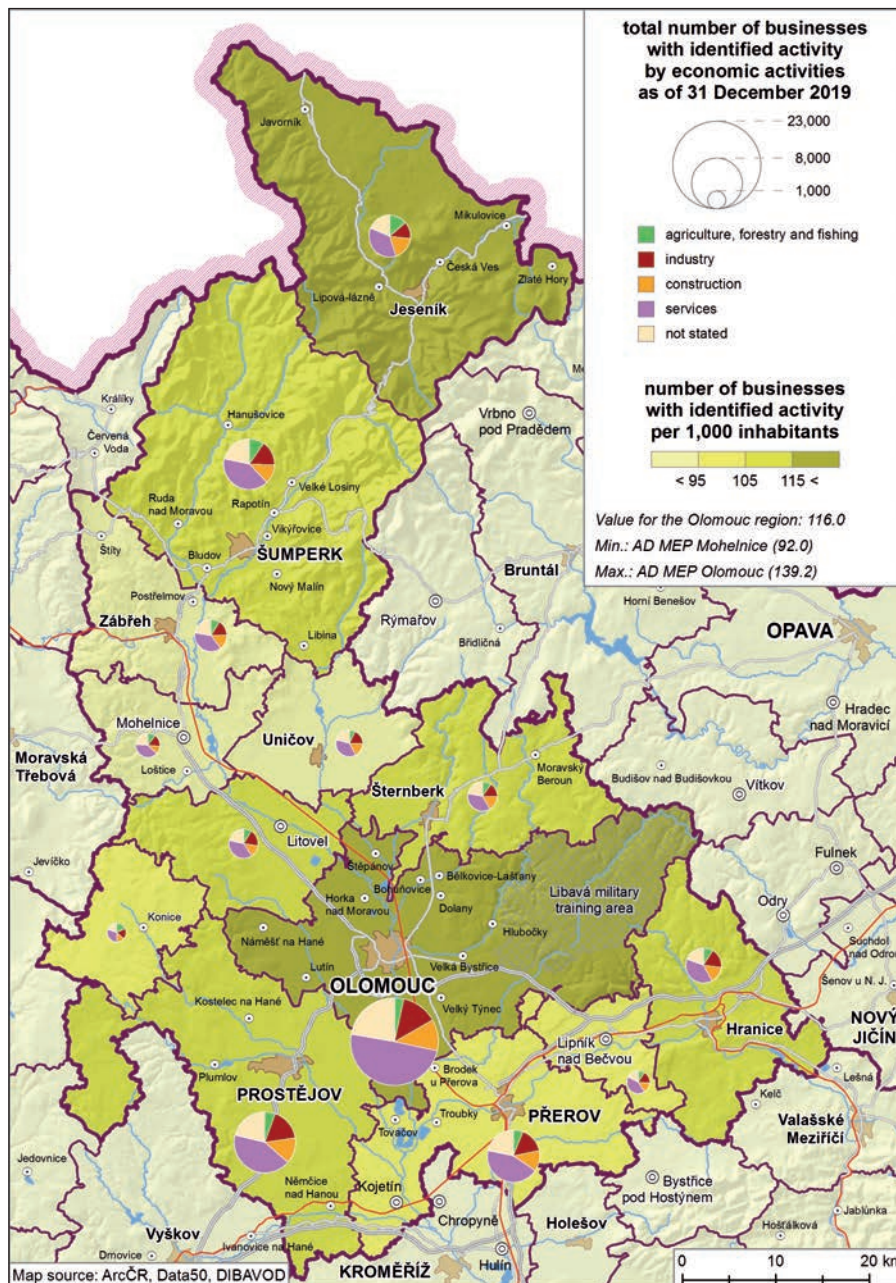 total number of businesses
with identified activity
by economic activities
as of 31 December 2019
23,000
8,000
1,000
agriculture, forestry and fishing
industry
construction
services
not stated
number of businesses
with identified activity
per 1,000 inhabitants
< 95 105 115 <
Value for the Olomouc region: 116.0
Min.: AD MEP Mohelnice (92.0)
Max.: AD MEP Olomouc (139.2)
Javorník
Mikulovice
Česká Ves
Zlaté Hory
Lipová-lázně
Jeseník
Králíky
Hanušovice
Vrbno
pod Pradědem
Červená
Voda
Velké Losiny
Ruda
nad Moravou
Rapotín
Vikýřovice
Štíty
Bludov
ŠUMPERK
Nový Malín
Bruntál
Postřelmov
Horní Benešov
Zábřeh
Rýmařov
Břidličná
OPAVA
Libina
Hradec
nad Moravicí
Mohelnice
Uničov
Moravská
Třebová
Loštice
Moravský
Beroun
Budišov nad Budišovkou
Vítkov
Šternberk
Litovel
Jevíčko
Štěpánov
Fulnek
Bohuňovice
Bělkovice-Lašťany
Horka
nad Moravou
Dolany
Libavá military
training area
Odry
Konice
Náměšť na Hané
Hlubočky
Suchdol
nad Odrou
Lutín
OLOMOUC
Velká Bystřice
Šenov u N. J.
Kostelec na Hané
Velký Týnec
NOVÝ
JIČÍN
Hranice
Lipník
nad Bečvou
Plumlov
PROSTĚJOV
Brodek
u Přerova
Lešná
Troubky
PŘEROV
Kelč
Tovačov
Valašské
Meziříčí
Jedovnice
Němčice
nad Hanou
Kojetín
Bystřice
pod Hostýnem
Jablůnka
Chropyně
Vyškov
Holešov
Hošťálková
Drnovice
Ivanovice na Hané
Hulín
Map source: ArcČR, Data50, DIBAVOD
KROMĚŘÍŽ
0 10 20 km